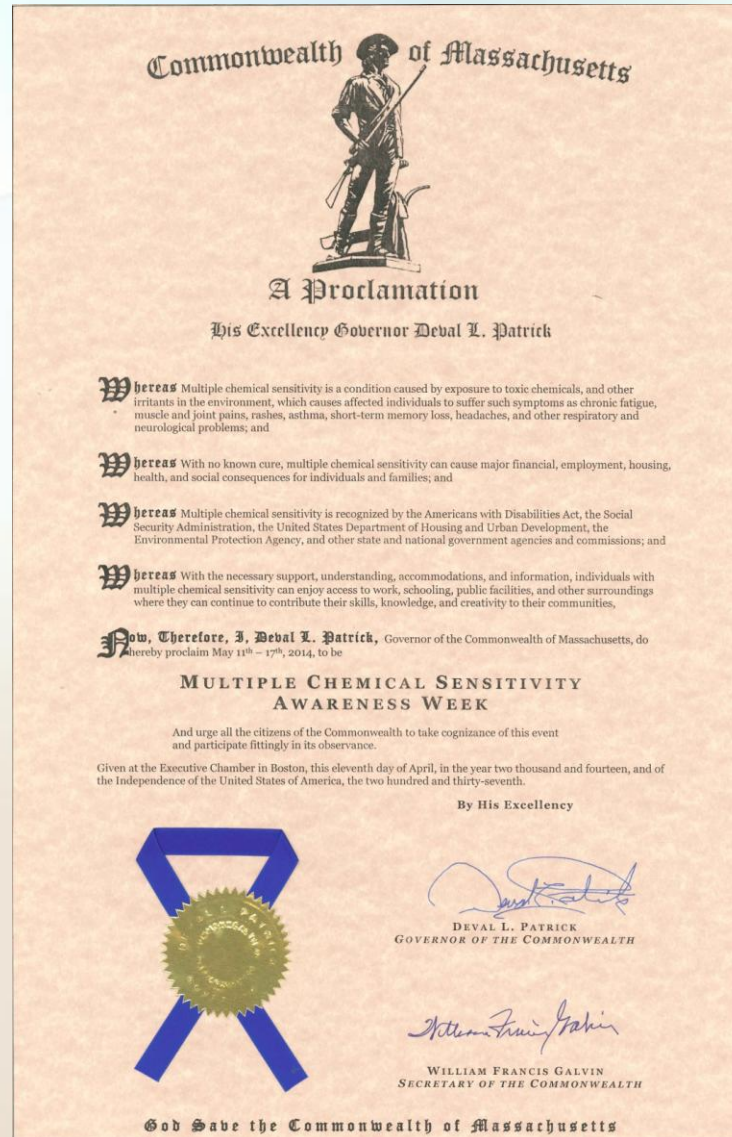 Commonwealth of Massachusetts
A Proclamation
His Excellency Governor Deval L. Patrick
Whereas Multiple chemical sensitivity is a condition caused by exposure to toxic chemicals, and other
irritants in the environment, which causes affected individuals to suffer such symptoms as chronic fatigue,
muscle and joint pains, rashes, asthma, short-term memory loss, headaches, and other respiratory and
neurological problems; and
Whereas With no known cure, multiple chemical sensitivity can cause major financial, employment, housing,
health, and social consequences for individuals and families; and
Whereas Multiple chemical sensitivity is recognized by the Americans with Disabilities Act, the Social
Security Administration, the United States Department of Housing and Urban Development, the
Environmental Protection Agency, and other state and national government agencies and commissions; and
Whereas With the necessary support, understanding, accommodations, and information, individuals with
multiple chemical sensitivity can enjoy access to work, schooling, public facilities, and other surroundings
where they can continue to contribute their skills, knowledge, and creativity to their communities,
Now, Therefore, I, Deval L. Patrick, Governor of the Commonwealth of Massachusetts, do
hereby proclaim May 11th – 17th, 2014, to be
MULTIPLE CHEMICAL SENSITIVITY
AWARENESS WEEK
And urge all the citizens of the Commonwealth to take cognizance of this event
and participate fittingly in its observance.
Given at the Executive Chamber in Boston, this eleventh day of April, in the year two thousand and fourteen, and of
the Independence of the United States of America, the two hundred and thirty-seventh.
By His Excellency
DEVAL L. PATRICK
GOVERNOR OF THE COMMONWEALTH
William Francis Galvin
WILLIAM FRANCIS GALVIN
SECRETARY OF THE COMMONWEALTH
God Save the Commonwealth of Massachusetts